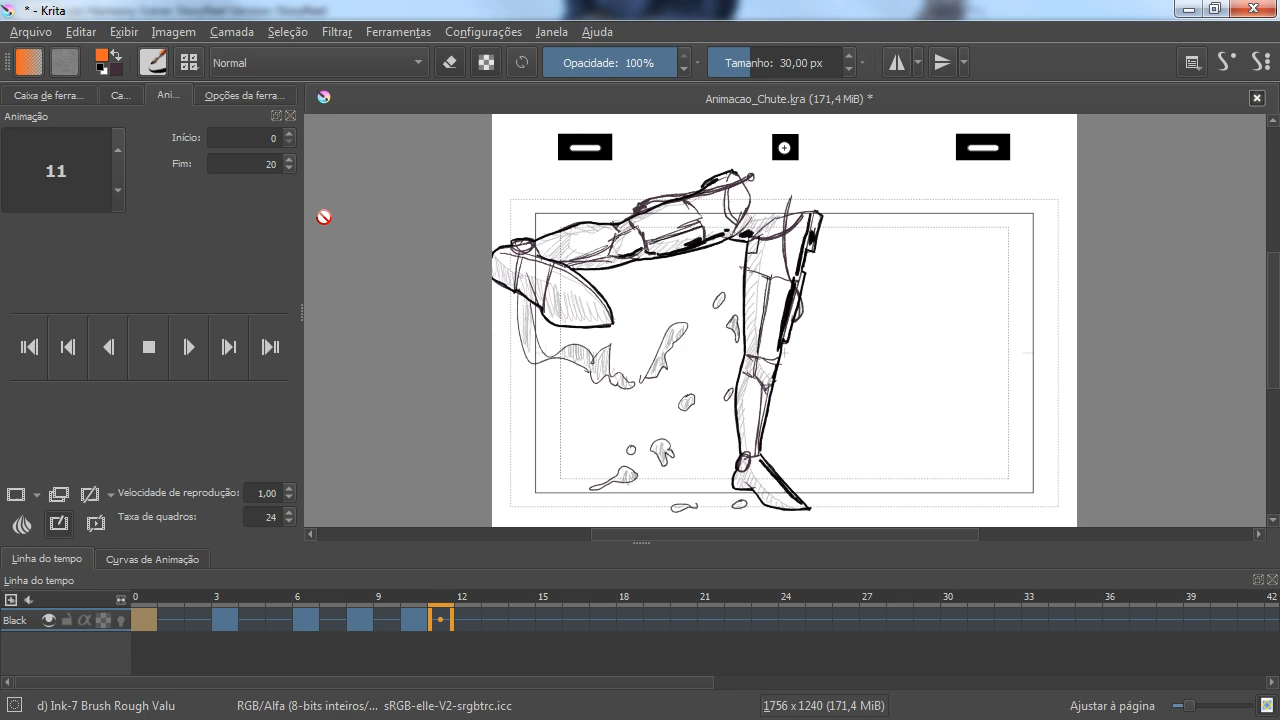 * - Krita
Arquivo Editar Exibir Imagem Camada Seleção Filtrar Ferramentas Configurações Janela Ajuda
Normal Opacidade: 100% Tamanho: 30,00 px
Caixa de ferra... Ca... Ani... Opções da ferra...
Animacao_Chute.kra (171,4 MiB) *
Animação
Início: 0
11
Fim: 20
Velocidade de reprodução: 1,00
Taxa de quadros: 24
Linha do tempo Curvas de Animação
Linha do tempo
0 3 6 9 12 15 18 21 24 27 30 33 36 39 42
Black
d) Ink-7 Brush Rough Valu RGB/Alfa (8-bits inteiros/... sRGB-elle-V2-srgbtrc.icc 1756 x 1240 (171,4 MiB) Ajustar à página